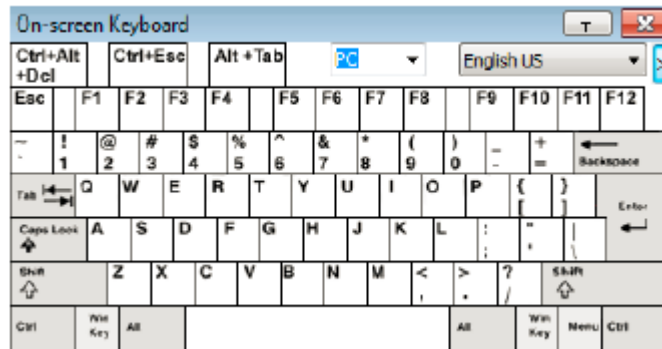 On-screen Keyboard T X
Ctrl+Alt Ctrl+Esc Alt +Tab PC English US >
+Del
Esc F1 F2 F3 F4 F5 F6 F7 F8 F9 F10 F11 F12
~ ! @ # $ % ^ & * ( ) _ +
` 1 2 3 4 5 6 7 8 9 0 - = Backspace
Tab Q W E R T Y U I O P { }
[ ] Enter
Caps Lock A S D F G H J K L : " |
; ' \
Shift Z X C V B N M < > ? Shift
, . /
Ctrl Win Key Alt Alt Win Key Menu Ctrl